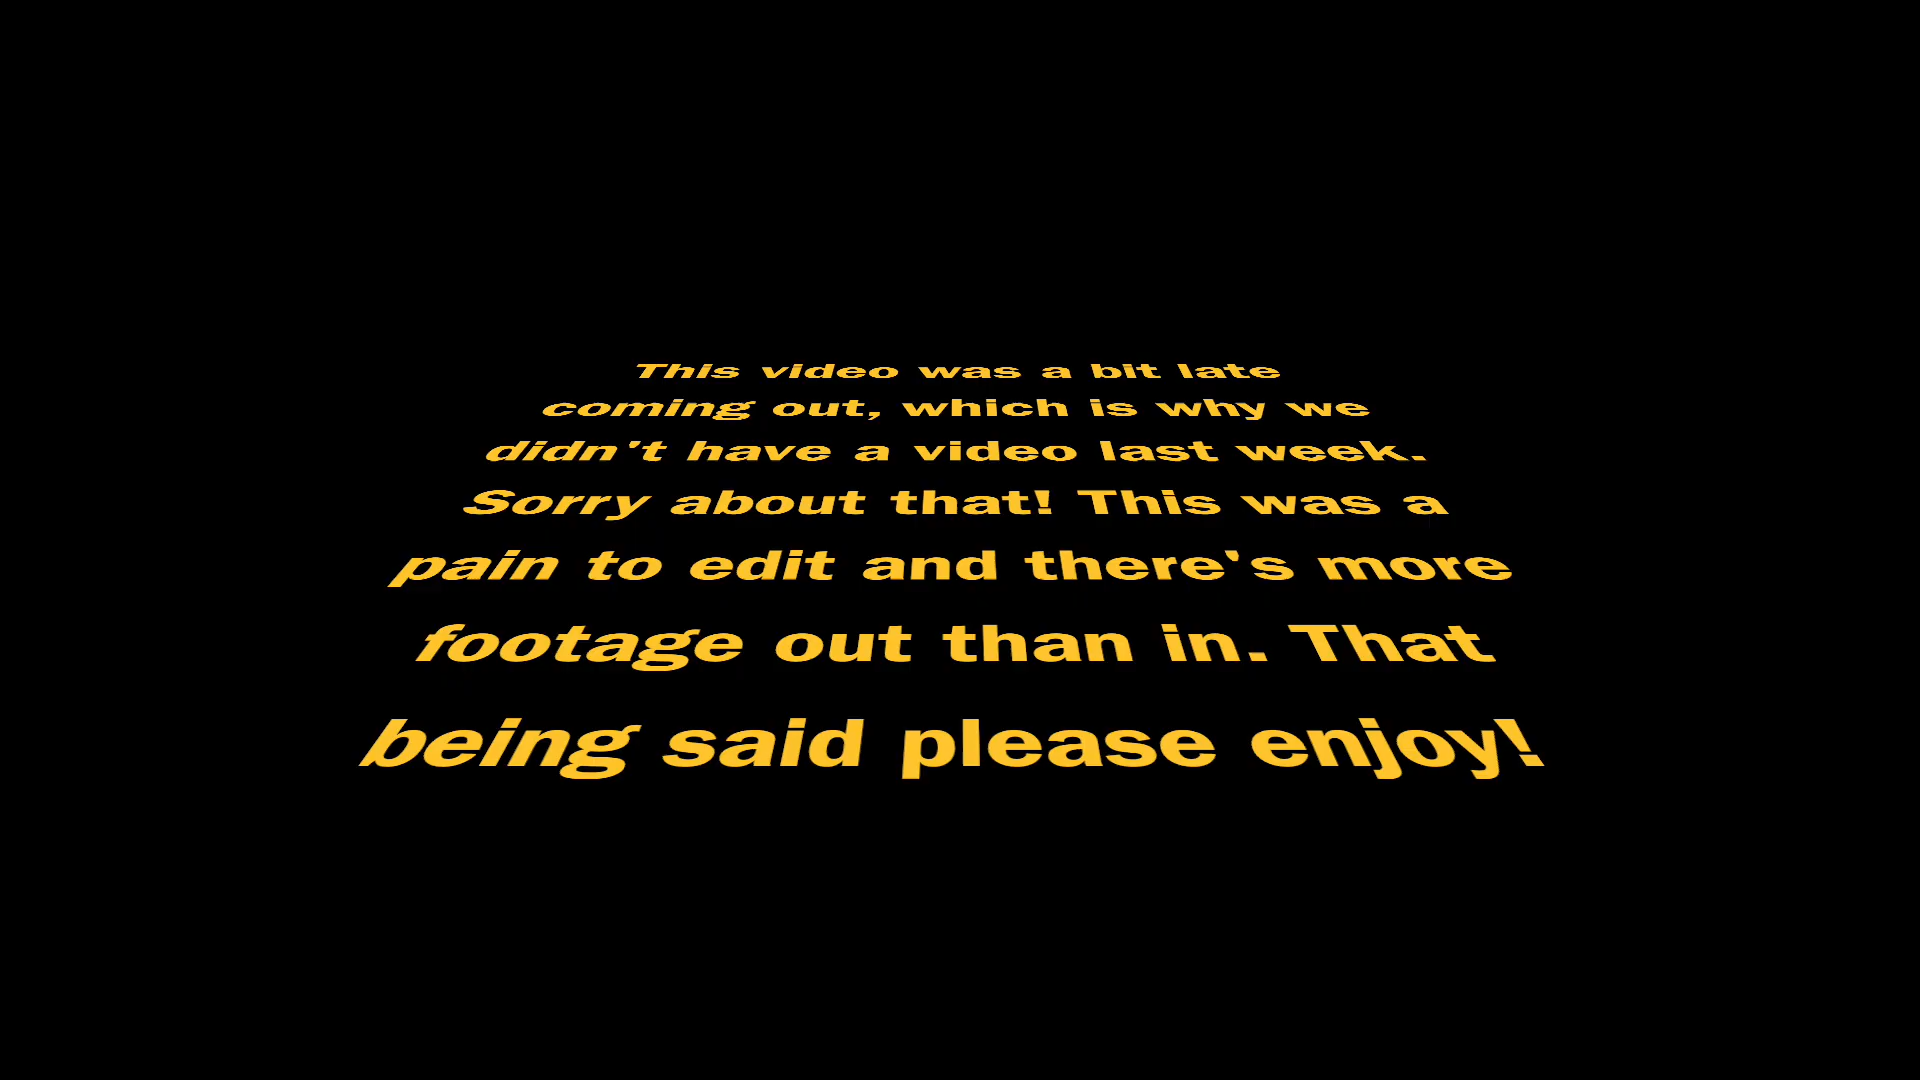 This video was a bit late
coming out, which is why we
didn't have a video last week.
Sorry about that! This was a
pain to edit and there's more
footage out than in. That
being said please enjoy!